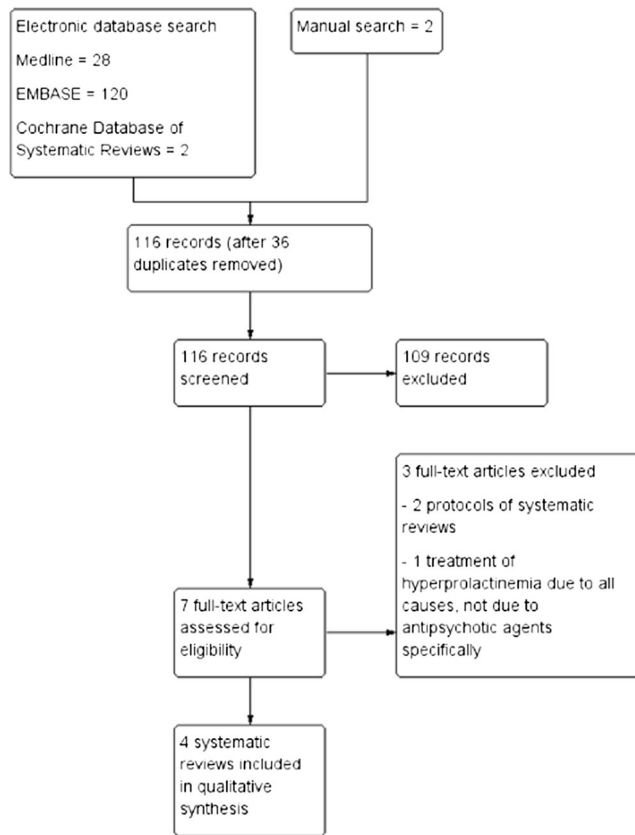 Electronic database search
Medline = 28
EMBASE = 120
Cochrane Database of
Systematic Reviews = 2
Manual search = 2
116 records (after 36
duplicates removed)
116 records
screened
109 records
excluded
3 full-text articles excluded
- 2 protocols of systematic
reviews
- 1 treatment of
hyperprolactinemia due to all
causes, not due to
antipsychotic agents
specifically
7 full-text articles
assessed for
eligibility
4 systematic
reviews included
in qualitative
synthesis